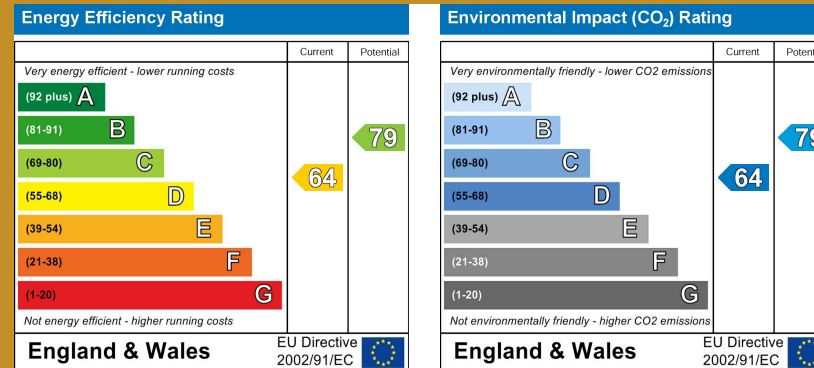 Energy Efficiency Rating
Current Potential
Very energy efficient - lower running costs
(92 plus) A
(81-91) B
(69-80) C
(55-68) D
(39-54) E
(21-38) F
(1-20) G
64
79
Not energy efficient - higher running costs
England & Wales
EU Directive
2002/91/EC
Environmental Impact (CO₂) Rating
Current
Very environmentally friendly - lower CO2 emissions
(92 plus) A
(81-91) B
(69-80) C
(55-68) D
(39-54) E
(21-38) F
(1-20) G
64
79
Not environmentally friendly - higher CO2 emissions
England & Wales
EU Directive
2002/91/EC